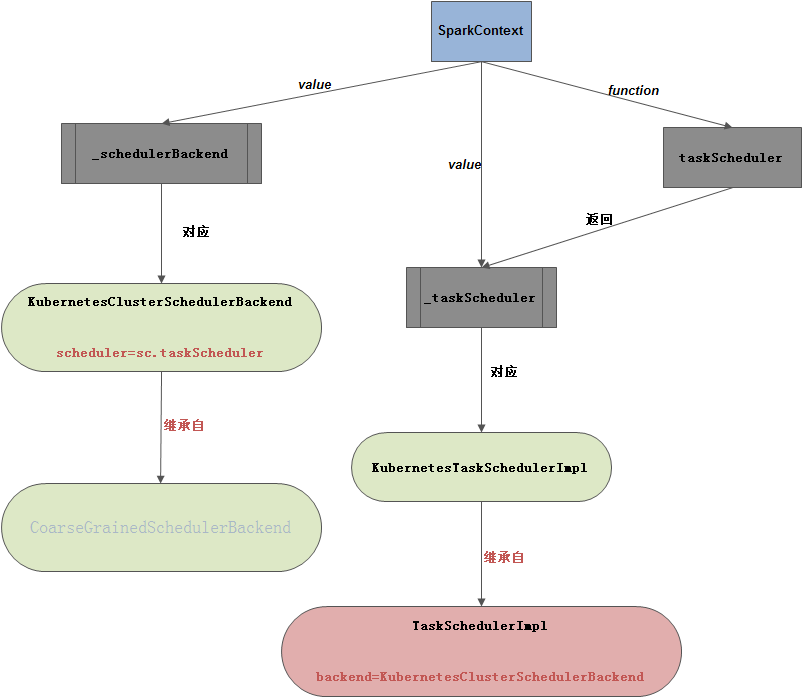 SparkContext
value
function
_schedulerBackend
value
taskScheduler
对应
返回
_taskScheduler
KubernetesClusterSchedulerBackend
scheduler=sc.taskScheduler
对应
继承自
KubernetesTaskSchedulerImpl
CoarseGrainedSchedulerBackend
继承自
TaskSchedulerImpl
backend=KubernetesClusterSchedulerBackend